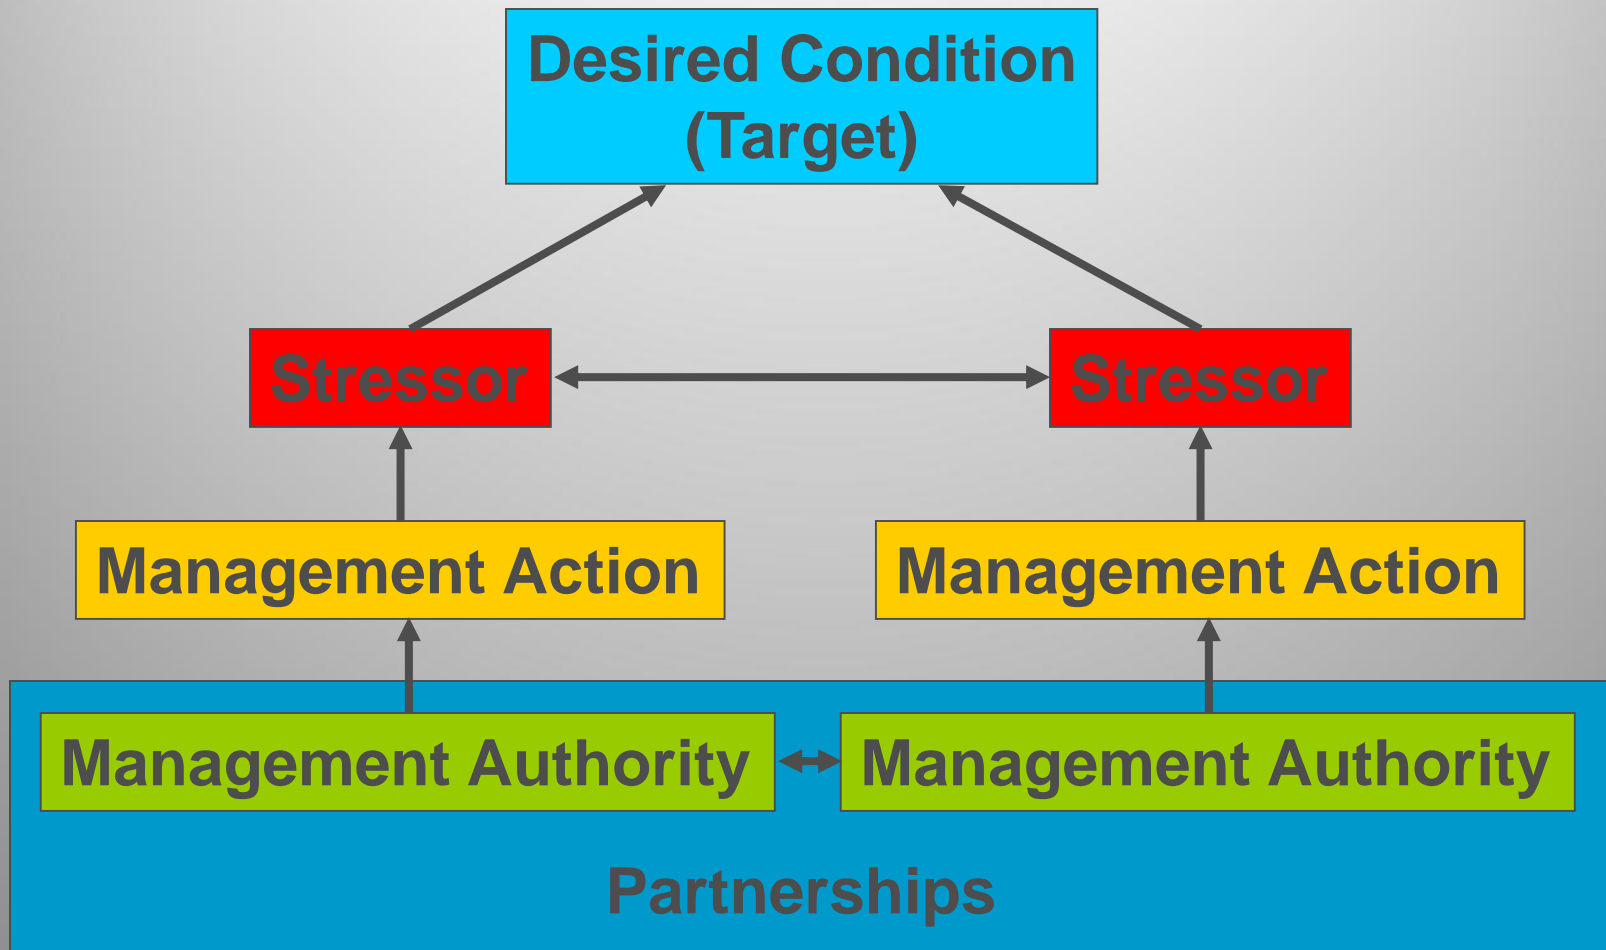 Desired Condition
(Target)
Stressor
Stressor
Management Action
Management Action
Management Authority
Management Authority
Partnerships